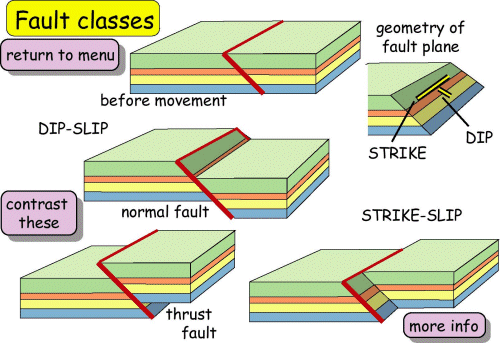 Fault classes
return to menu
before movement
geometry of
fault plane
STRIKE
DIP
DIP-SLIP
normal fault
contrast
these
thrust
fault
STRIKE-SLIP
more info